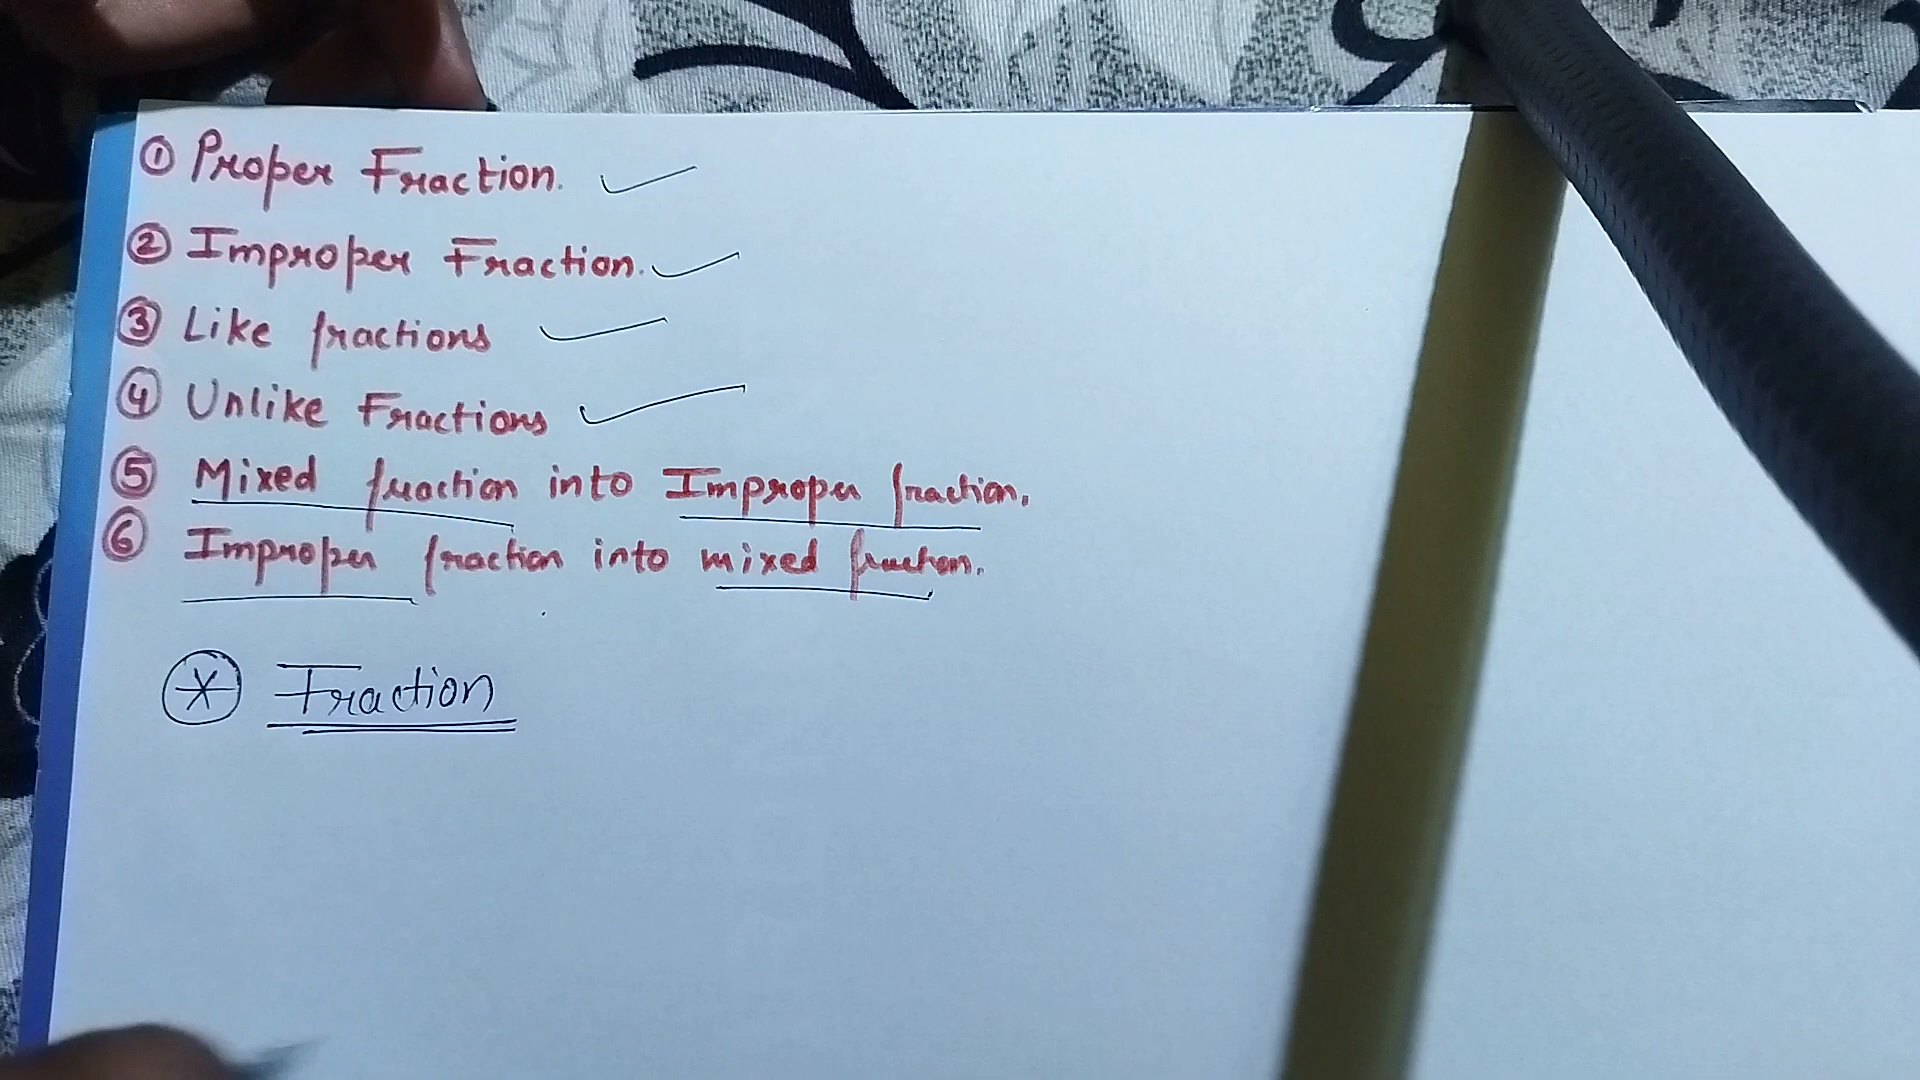 ① Proper Fraction.
② Improper Fraction.
③ Like fractions
④ Unlike Fractions
⑤ Mixed fraction into Improper fraction.
⑥ Improper fraction into mixed fraction.
* Fraction